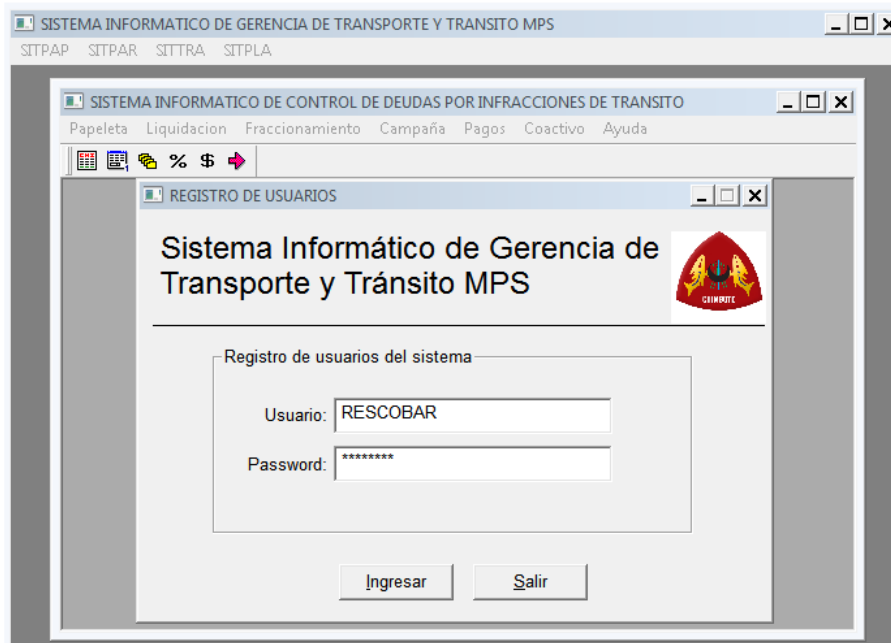 SISTEMA INFORMATICO DE GERENCIA DE TRANSPORTE Y TRANSITO MPS
SITPAP SITPAR SITTRA SITPLA
SISTEMA INFORMATICO DE CONTROL DE DEUDAS POR INFRACCIONES DE TRANSITO
Papeleta Liquidacion Fraccionamiento Campaña Pagos Coactivo Ayuda
% $
REGISTRO DE USUARIOS
Sistema Informático de Gerencia de
Transporte y Tránsito MPS
CHIMBOTE
Registro de usuarios del sistema
Usuario: RESCOBAR
Password: ********
Ingresar Salir